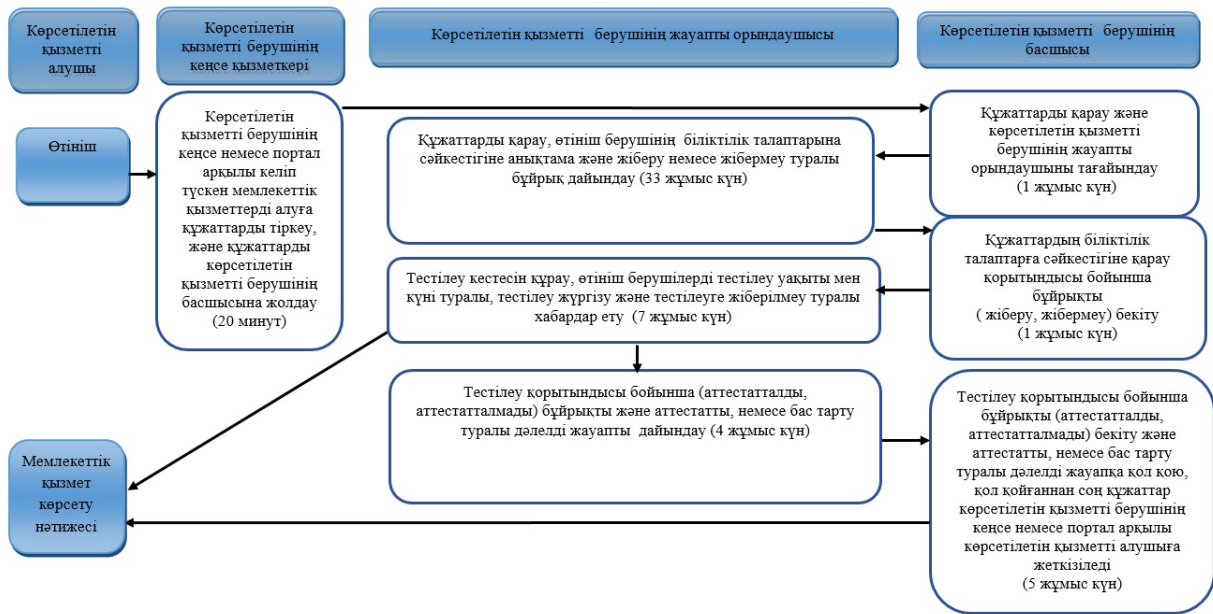 Көрсетілетін
қызметті
алушы
Көрсетілетін
қызметті берушінің
кеңсе қызметкері
Көрсетілетін қызметті берушінің жауапты орындаушысы
Көрсетілетін қызметті берушінің
басшысы
Өтініш
Көрсетілетін
қызметті берушінің
кеңсе немесе портал
арқылы келіп
түскен мемлекеттік
қызметтерді алуға
құжаттарды тіркеу,
және құжаттарды
көрсетілетін
қызметті берушінің
басшысына жолдау
(20 минут)
Құжаттарды қарау, өтініш берушінің біліктілік талаптарына
сәйкестігіне анықтама және жіберу немесе жібермеу туралы
бұйрық дайындау (33 жұмыс күн)
Құжаттарды қарау және
көрсетілетін қызметті
берушінің жауапты
орындаушыны тағайындау
(1 жұмыс күн)
Құжаттардың біліктілік
талаптарға сәйкестігіне қарау
қорытындысы бойынша
бұйрықты
( жіберу, жібермеу) бекіту
(1 жұмыс күн)
Тестілеу кестесін құрау, өтініш берушілерді тестілеу уақыты мен
күні туралы, тестілеу жүргізу және тестілеуге жіберілмеу туралы
хабардар ету (7 жұмыс күн)
Тестілеу қорытындысы бойынша (аттестатталды,
аттестатталмады) бұйрықты және аттестатты, немесе бас тарту
туралы дәлелді жауапты дайындау (4 жұмыс күн)
Тестілеу қорытындысы бойынша
бұйрықты (аттестатталды,
аттестатталмады) бекіту және
аттестатты, немесе бас тарту
туралы дәлелді жауапқа қол қою,
қол қойғаннан соң құжаттар
көрсетілетін қызметті берушінің
кеңсе немесе портал арқылы
көрсетілетін қызметті алушыға
жеткізіледі
(5 жұмыс күн)
Мемлекеттік
қызмет
көрсету
нәтижесі